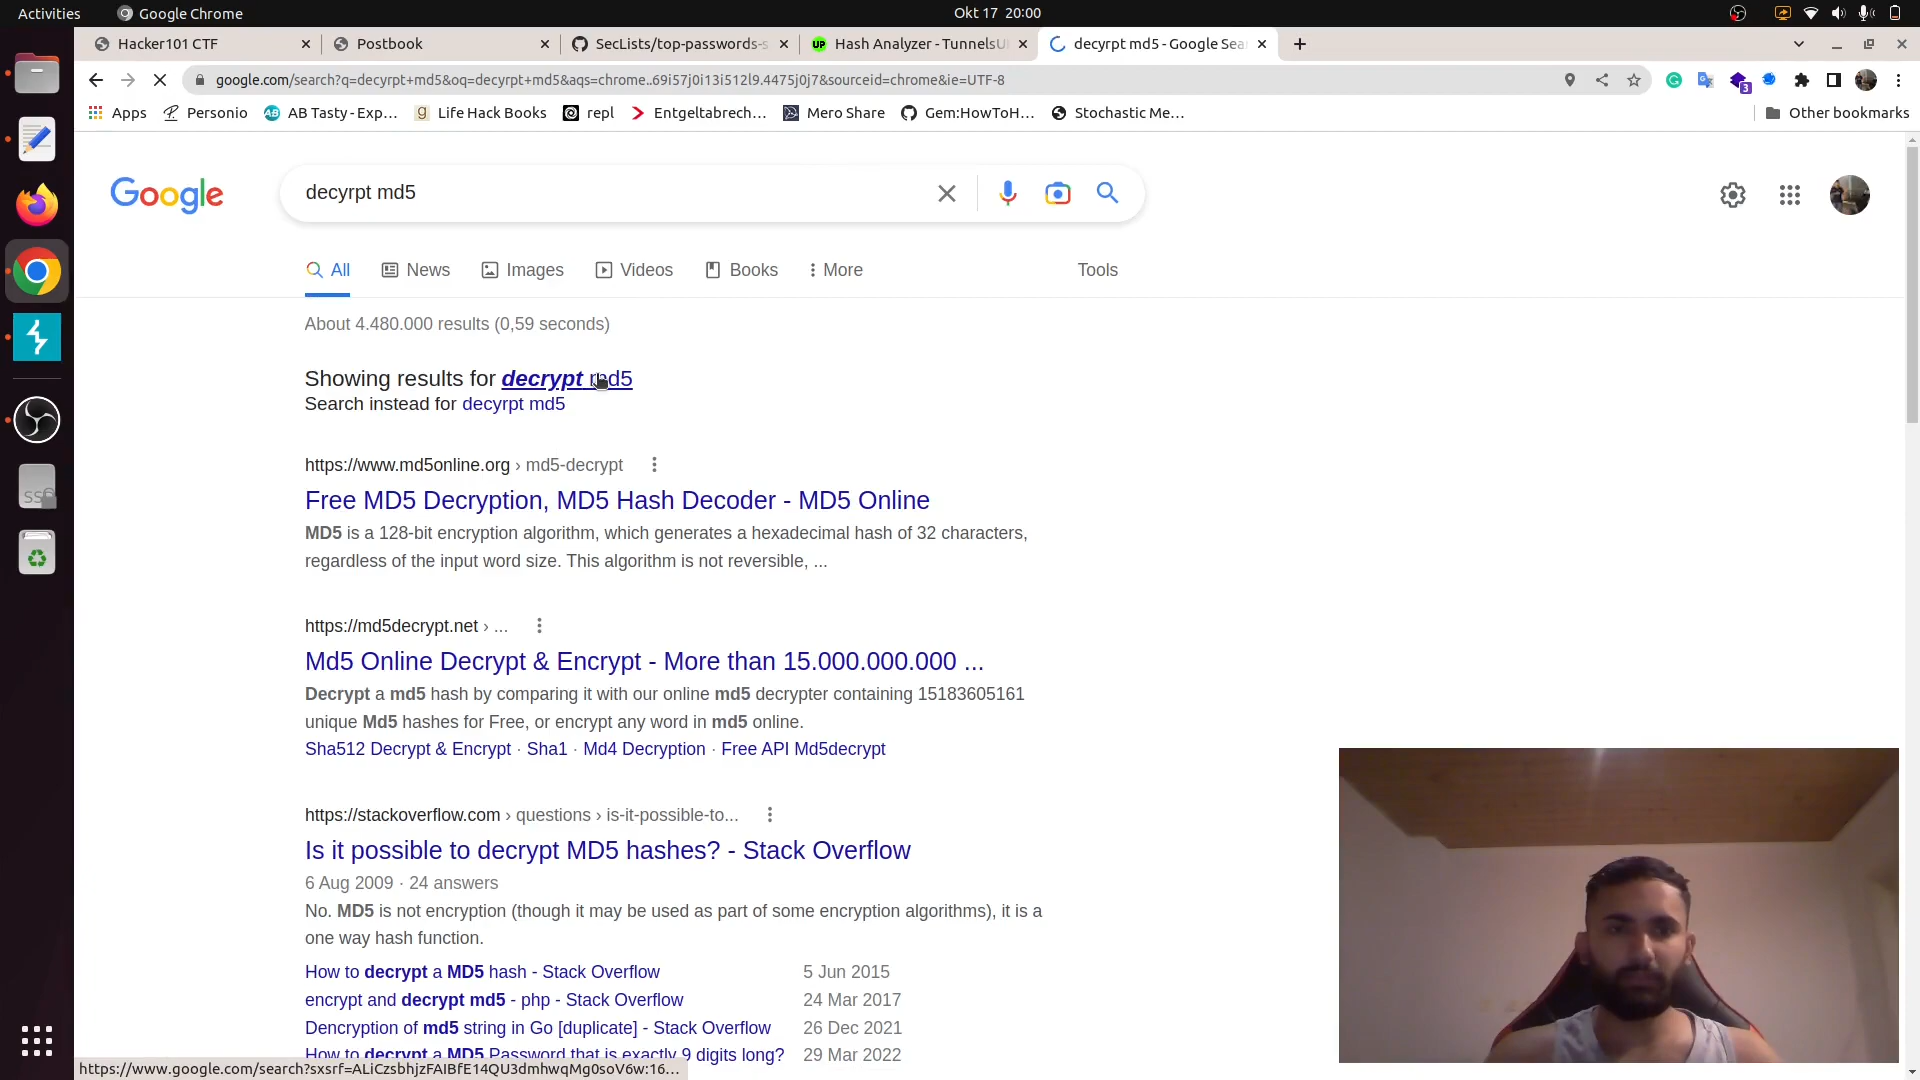 Activities
Google Chrome
Okt 17 20:00
Hacker101 CTF
Postbook
SecLists/top-passwords-s
Hash Analyzer - TunnelsU
decyrpt md5 - Google Sea
google.com/search?q=decyrpt+md5&oq=decyrpt+md5&aqs=chrome..69i57j0i13i512l9.4475j0j7&sourceid=chrome&ie=UTF-8
3
Apps
Personio
AB Tasty - Exp...
Life Hack Books
repl
Entgeltabrech...
Mero Share
Gem:HowToH...
Stochastic Me...
Other bookmarks
Google
decyrpt md5
All
News
Images
Videos
Books
More
Tools
About 4.480.000 results (0,59 seconds)
Showing results for decrypt md5
Search instead for decyrpt md5
https://www.md5online.org › md5-decrypt
Free MD5 Decryption, MD5 Hash Decoder - MD5 Online
MD5 is a 128-bit encryption algorithm, which generates a hexadecimal hash of 32 characters,
regardless of the input word size. This algorithm is not reversible, ...
https://md5decrypt.net › ...
Md5 Online Decrypt & Encrypt - More than 15.000.000.000 ...
Decrypt a md5 hash by comparing it with our online md5 decrypter containing 15183605161
unique Md5 hashes for Free, or encrypt any word in md5 online.
Sha512 Decrypt & Encrypt · Sha1 · Md4 Decryption · Free API Md5decrypt
https://stackoverflow.com › questions › is-it-possible-to...
Is it possible to decrypt MD5 hashes? - Stack Overflow
6 Aug 2009 · 24 answers
No. MD5 is not encryption (though it may be used as part of some encryption algorithms), it is a
one way hash function.
How to decrypt a MD5 hash - Stack Overflow 5 Jun 2015
encrypt and decrypt md5 - php - Stack Overflow 24 Mar 2017
Dencryption of md5 string in Go [duplicate] - Stack Overflow 26 Dec 2021
How to decrypt a MD5 Password that is exactly 9 digits long? 29 Mar 2022
https://www.google.com/search?sxsrf=ALiCzsbhjzFAIBfE14QU3dmhwqMg0soV6w:16...